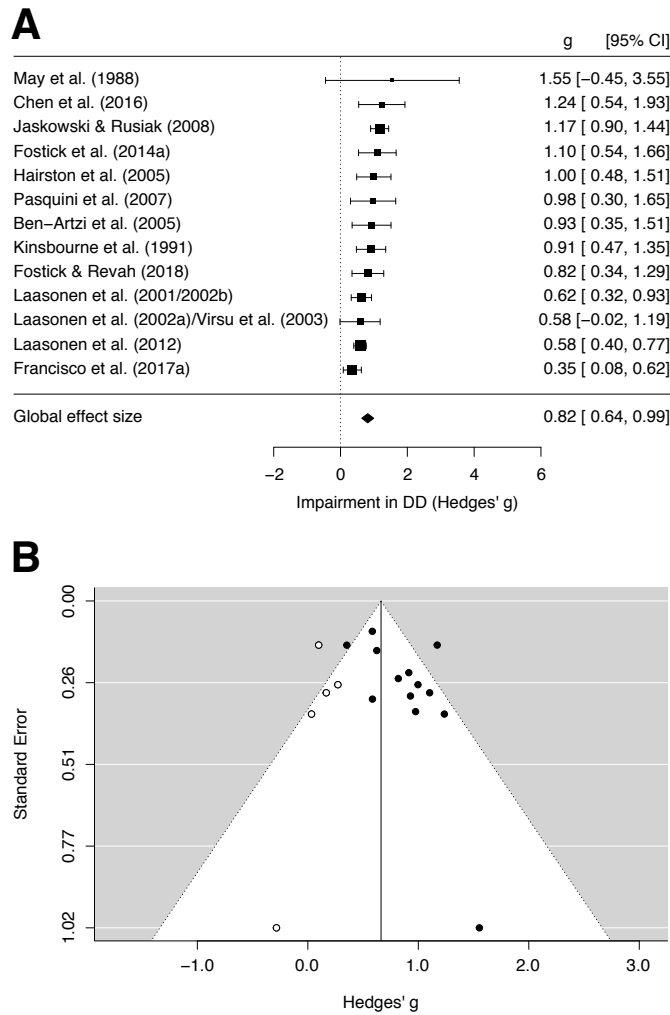 A
g [95% CI]
May et al. (1988) 1.55 [−0.45, 3.55]
Chen et al. (2016) 1.24 [ 0.54, 1.93]
Jaskowski & Rusiak (2008) 1.17 [ 0.90, 1.44]
Fostick et al. (2014a) 1.10 [ 0.54, 1.66]
Hairston et al. (2005) 1.00 [ 0.48, 1.51]
Pasquini et al. (2007) 0.98 [ 0.30, 1.65]
Ben−Artzi et al. (2005) 0.93 [ 0.35, 1.51]
Kinsbourne et al. (1991) 0.91 [ 0.47, 1.35]
Fostick & Revah (2018) 0.82 [ 0.34, 1.29]
Laasonen et al. (2001/2002b) 0.62 [ 0.32, 0.93]
Laasonen et al. (2002a)/Virsu et al. (2003) 0.58 [ −0.02, 1.19]
Laasonen et al. (2012) 0.58 [ 0.40, 0.77]
Francisco et al. (2017a) 0.35 [ 0.08, 0.62]
Global effect size 0.82 [ 0.64, 0.99]
−2 0 2 4 6
Impairment in DD (Hedges' g)
B
Standard Error
0.00
0.26
0.51
0.77
1.02
-1.0 0.0 1.0 2.0 3.0
Hedges' g